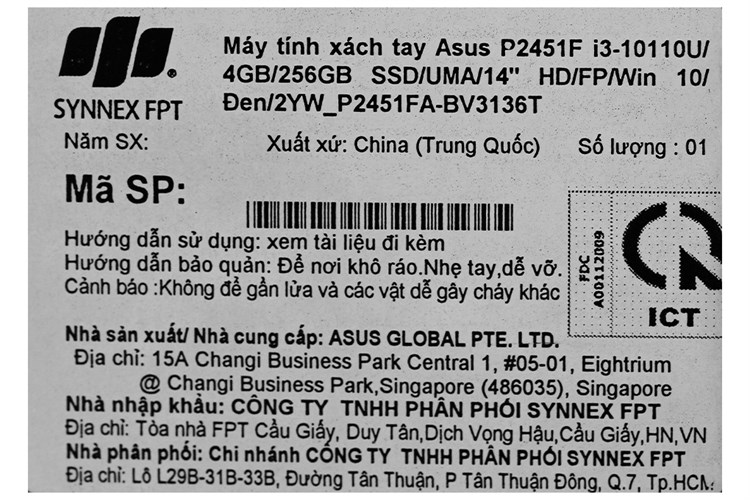 Máy tính xách tay Asus P2451F i3-10110U/
4GB/256GB SSD/UMA/14" HD/FP/Win 10/
Đen/2YW_P2451FA-BV3136T
SYNNEX FPT
Năm SX: Xuất xứ: China (Trung Quốc) Số lượng : 01
Mã SP:
Hướng dẫn sử dụng: xem tài liệu đi kèm
Hướng dẫn bảo quản: Để nơi khô ráo.Nhẹ tay,dễ vỡ.
Cảnh báo :Không để gần lửa và các vật dễ gây cháy khác
FDC
A00112009
ICT
Nhà sản xuất/ Nhà cung cấp: ASUS GLOBAL PTE. LTD.
Địa chỉ: 15A Changi Business Park Central 1, #05-01, Eightrium
@ Changi Business Park,Singapore (486035), Singapore
Nhà nhập khẩu: CÔNG TY TNHH PHÂN PHỐI SYNNEX FPT
Địa chỉ: Tòa nhà FPT Cầu Giấy, Duy Tân,Dịch Vọng Hậu,Cầu Giấy,HN,VN
Nhà phân phối: Chi nhánh CÔNG TY TNHH PHÂN PHỐI SYNNEX FPT
Địa chỉ: Lô L29B-31B-33B, Đường Tân Thuận, P Tân Thuận Đông, Q.7, Tp.HCM.